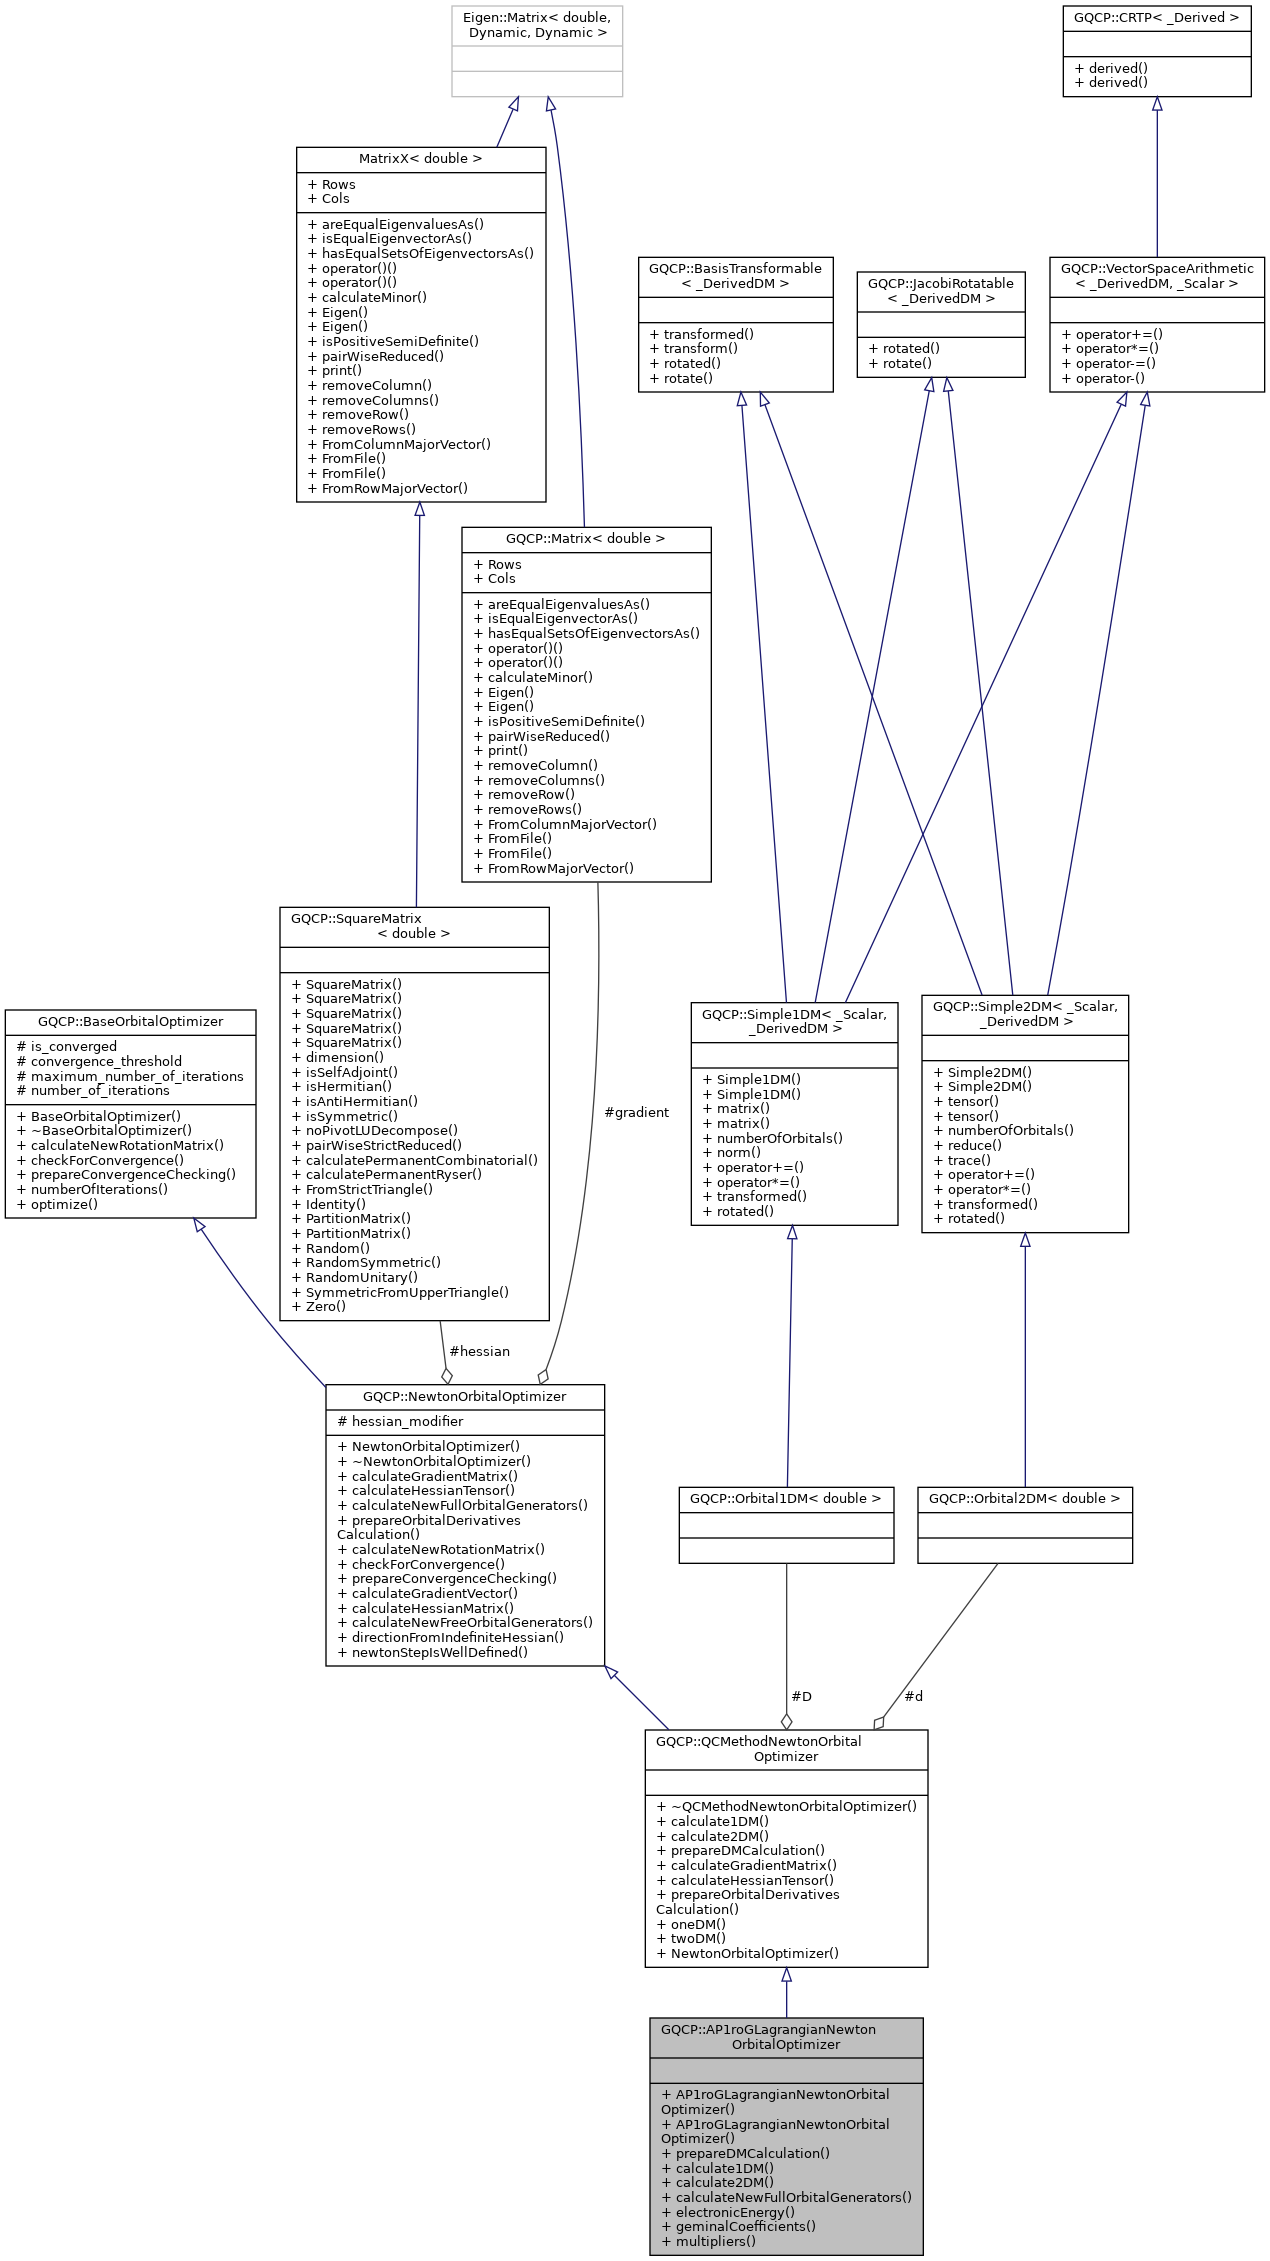 Eigen::Matrix< double,
Dynamic, Dynamic >
GQCP::CRTP< _Derived >
+ derived()
+ derived()
MatrixX< double >
+ Rows
+ Cols
+ areEqualEigenvaluesAs()
+ isEqualEigenvectorAs()
+ hasEqualSetsOfEigenvectorsAs()
+ operator()()
+ operator()()
+ calculateMinor()
+ Eigen()
+ Eigen()
+ isPositiveSemiDefinite()
+ pairWiseReduced()
+ print()
+ removeColumn()
+ removeColumns()
+ removeRow()
+ removeRows()
+ FromColumnMajorVector()
+ FromFile()
+ FromFile()
+ FromRowMajorVector()
GQCP::BasisTransformable
< _DerivedDM >
+ transformed()
+ transform()
+ rotated()
+ rotate()
GQCP::JacobiRotatable
< _DerivedDM >
+ rotated()
+ rotate()
GQCP::VectorSpaceArithmetic
< _DerivedDM, _Scalar >
+ operator+=()
+ operator*=()
+ operator-=()
+ operator-()
GQCP::Matrix< double >
+ Rows
+ Cols
+ areEqualEigenvaluesAs()
+ isEqualEigenvectorAs()
+ hasEqualSetsOfEigenvectorsAs()
+ operator()()
+ operator()()
+ calculateMinor()
+ Eigen()
+ Eigen()
+ isPositiveSemiDefinite()
+ pairWiseReduced()
+ print()
+ removeColumn()
+ removeColumns()
+ removeRow()
+ removeRows()
+ FromColumnMajorVector()
+ FromFile()
+ FromFile()
+ FromRowMajorVector()
GQCP::SquareMatrix
< double >
+ SquareMatrix()
+ SquareMatrix()
+ SquareMatrix()
+ SquareMatrix()
+ SquareMatrix()
+ dimension()
+ isSelfAdjoint()
+ isHermitian()
+ isAntiHermitian()
+ isSymmetric()
+ noPivotLUDecompose()
+ pairWiseStrictReduced()
+ calculatePermanentCombinatorial()
+ calculatePermanentRyser()
+ FromStrictTriangle()
+ Identity()
+ PartitionMatrix()
+ PartitionMatrix()
+ Random()
+ RandomSymmetric()
+ RandomUnitary()
+ SymmetricFromUpperTriangle()
+ Zero()
GQCP::BaseOrbitalOptimizer
# is_converged
# convergence_threshold
# maximum_number_of_iterations
# number_of_iterations
+ BaseOrbitalOptimizer()
+ ~BaseOrbitalOptimizer()
+ calculateNewRotationMatrix()
+ checkForConvergence()
+ prepareConvergenceChecking()
+ numberOfIterations()
+ optimize()
GQCP::Simple1DM< _Scalar,
_DerivedDM >
+ Simple1DM()
+ Simple1DM()
+ matrix()
+ matrix()
+ numberOfOrbitals()
+ norm()
+ operator+=()
+ operator*=()
+ transformed()
+ rotated()
GQCP::Simple2DM< _Scalar,
_DerivedDM >
+ Simple2DM()
+ Simple2DM()
+ tensor()
+ tensor()
+ numberOfOrbitals()
+ reduce()
+ trace()
+ operator+=()
+ operator*=()
+ transformed()
+ rotated()
#gradient
#hessian
GQCP::NewtonOrbitalOptimizer
# hessian_modifier
+ NewtonOrbitalOptimizer()
+ ~NewtonOrbitalOptimizer()
+ calculateGradientMatrix()
+ calculateHessianTensor()
+ calculateNewFullOrbitalGenerators()
+ prepareOrbitalDerivatives
Calculation()
+ calculateNewRotationMatrix()
+ checkForConvergence()
+ prepareConvergenceChecking()
+ calculateGradientVector()
+ calculateHessianMatrix()
+ calculateNewFreeOrbitalGenerators()
+ directionFromIndefiniteHessian()
+ newtonStepIsWellDefined()
GQCP::Orbital1DM< double >
GQCP::Orbital2DM< double >
#D
#d
GQCP::QCMethodNewtonOrbital
Optimizer
+ ~QCMethodNewtonOrbitalOptimizer()
+ calculate1DM()
+ calculate2DM()
+ prepareDMCalculation()
+ calculateGradientMatrix()
+ calculateHessianTensor()
+ prepareOrbitalDerivatives
Calculation()
+ oneDM()
+ twoDM()
+ NewtonOrbitalOptimizer()
GQCP::AP1roGLagrangianNewton
OrbitalOptimizer
+ AP1roGLagrangianNewtonOrbital
Optimizer()
+ AP1roGLagrangianNewtonOrbital
Optimizer()
+ prepareDMCalculation()
+ calculate1DM()
+ calculate2DM()
+ calculateNewFullOrbitalGenerators()
+ electronicEnergy()
+ geminalCoefficients()
+ multipliers()